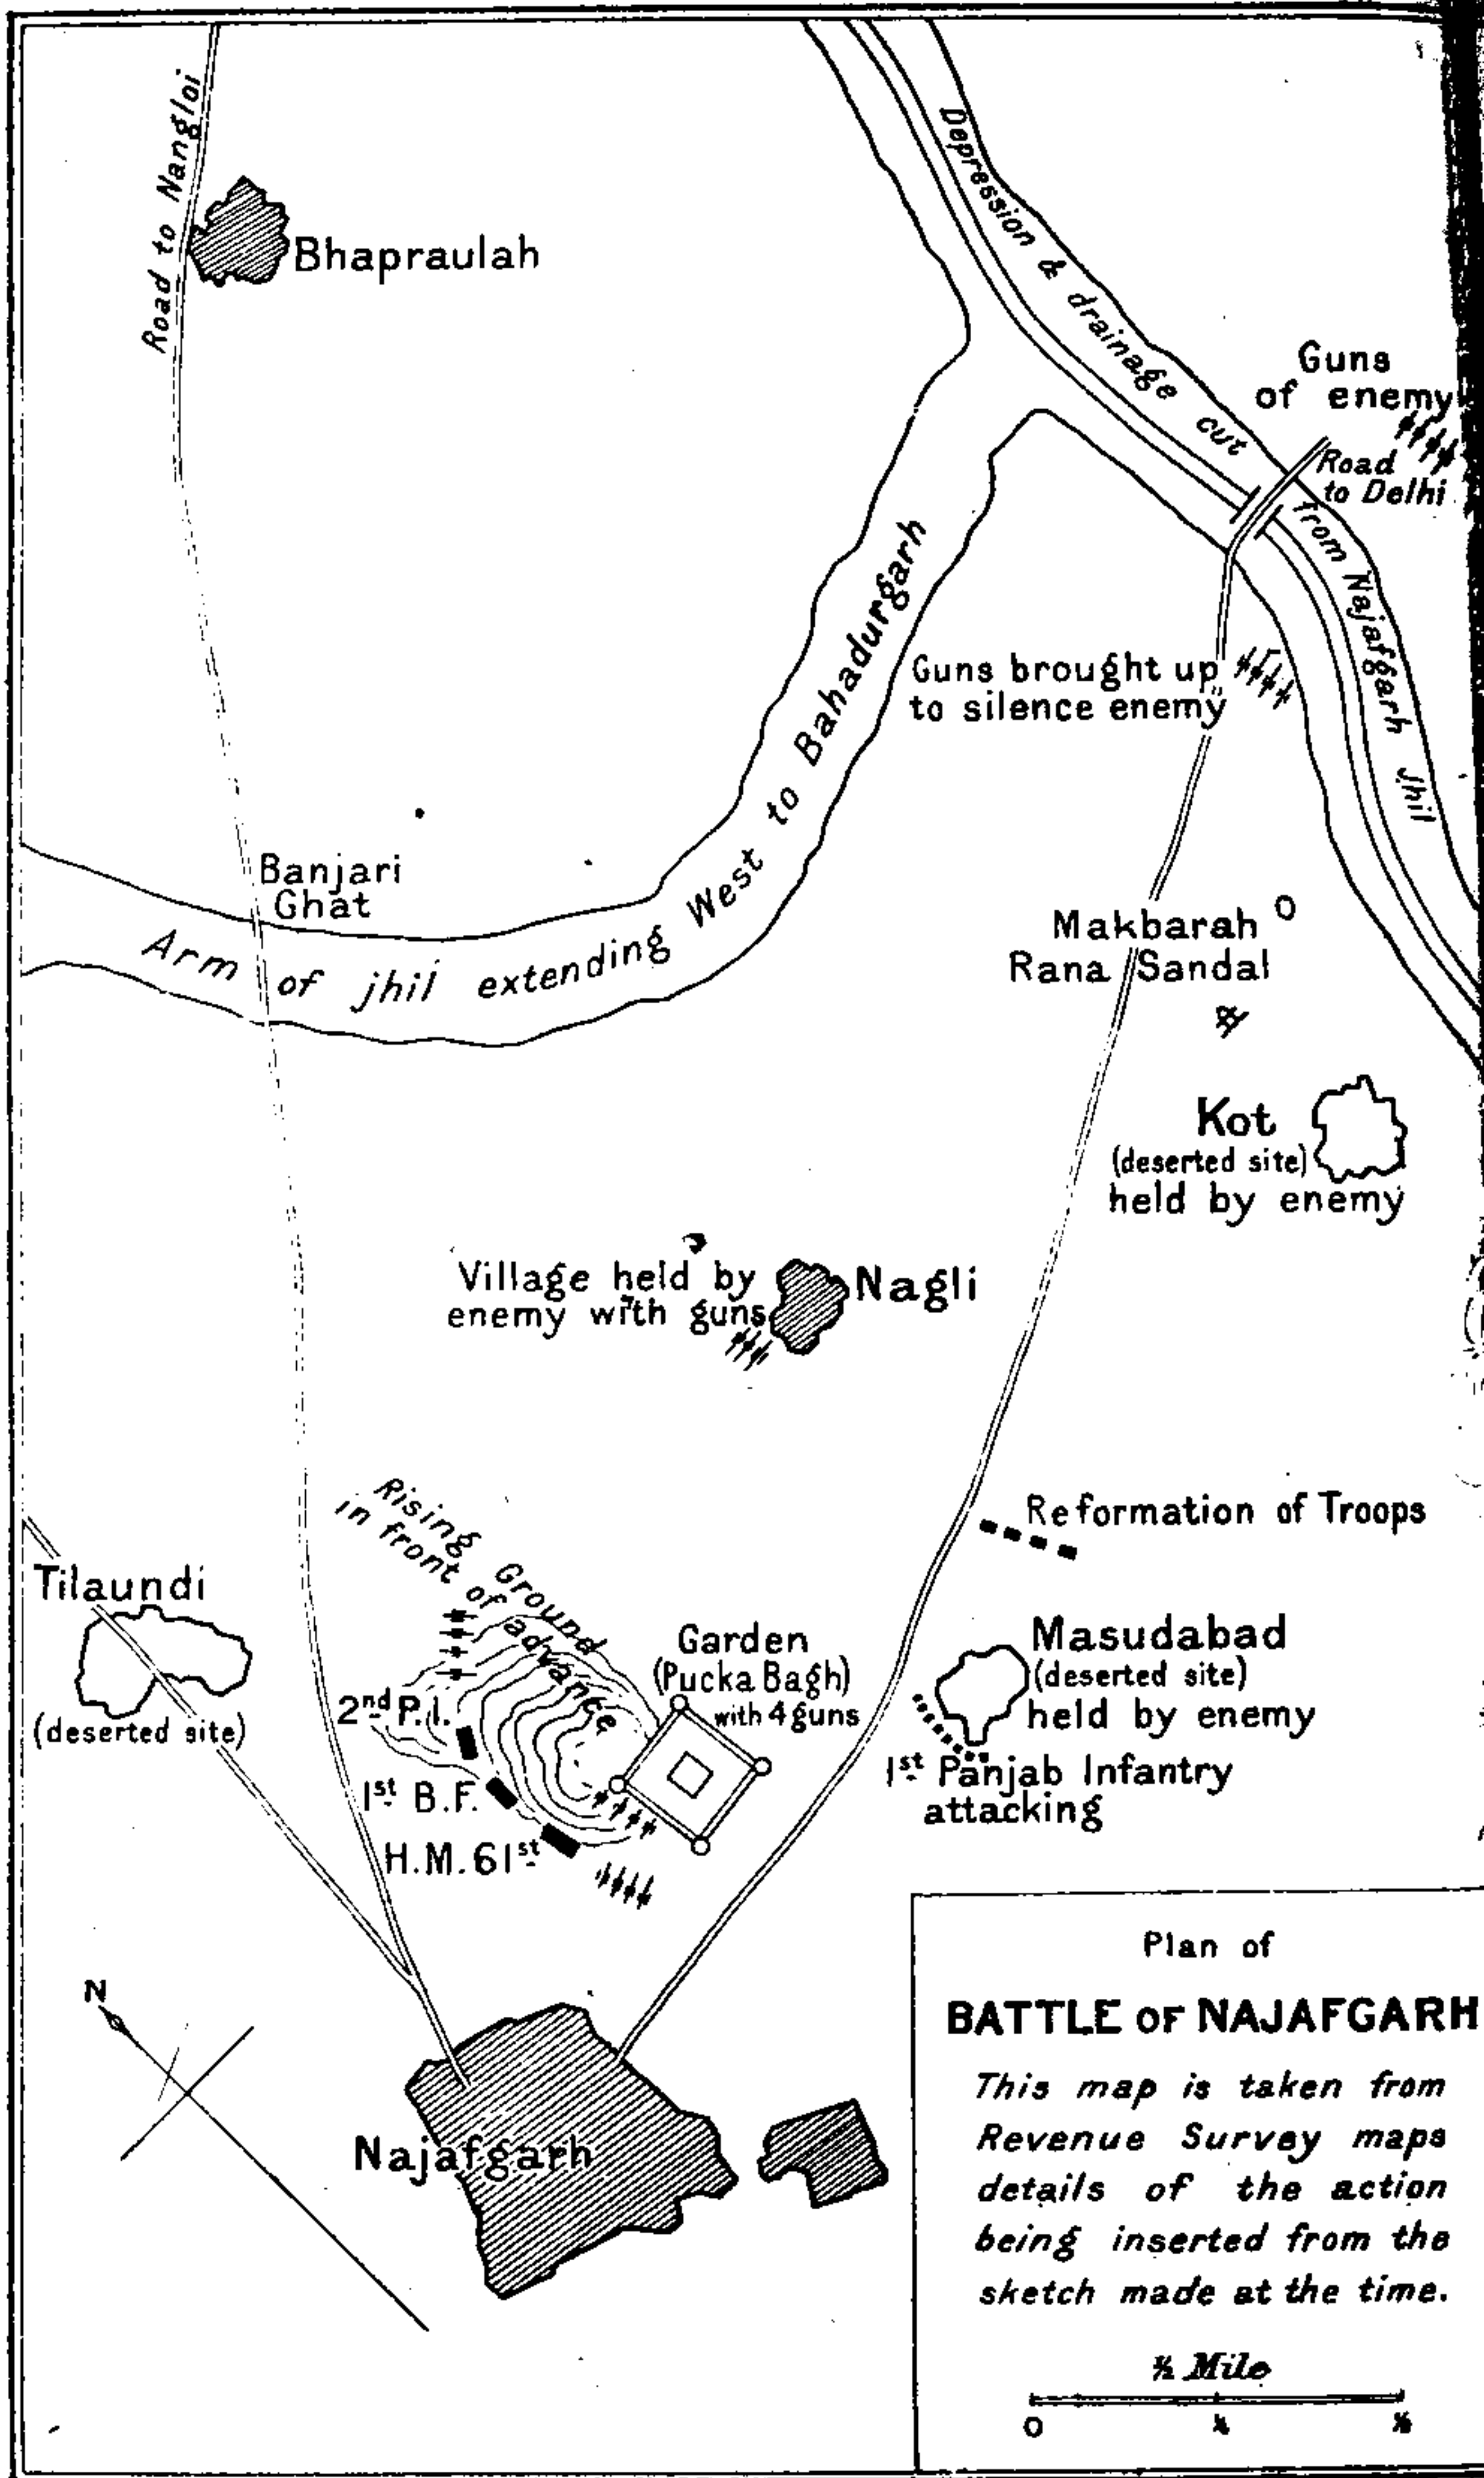 Road to Nangloi
Bhapraulah
Depression & drainage cut from Najafgarh Jhil
Guns
of enemy
Road
to Delhi
Guns brought up
to silence enemy
Arm of jhil extending West to Bahadurgarh
Banjari
Ghat
Makbarah
Rana Sandal
Kot
(deserted site)
held by enemy
Village held by
enemy with guns
Nagli
Reformation of Troops
Rising Ground
in front of advance
Tilaundi
(deserted site)
Garden
(Pucka Bagh)
with 4 guns
Masudabad
(deserted site)
held by enemy
2nd P.I.
1st B.F.
H.M. 61st
1st Panjab Infantry
attacking
N
Najafgarh
Plan of
BATTLE OF NAJAFGARH
This map is taken from
Revenue Survey maps
details of the action
being inserted from the
sketch made at the time.
½ Mile
0 ¼ ½